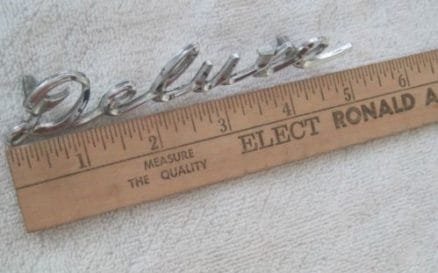 Deluxe
1 2 3 4 5 6
MEASURE
THE QUALITY
ELECT RONALD A